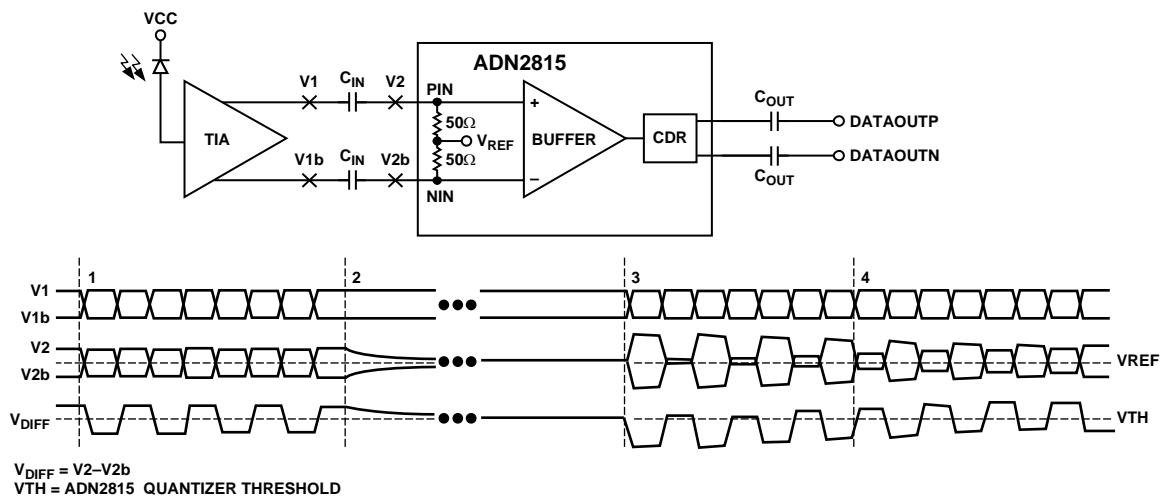 VCC
ADN2815
V1 C_IN V2 PIN
TIA
50Ω
V_REF
50Ω
+
BUFFER
−
CDR
C_OUT
DATAOUTP
DATAOUTN
C_OUT
V1b C_IN V2b NIN
1 2 3 4
V1
V1b
V2
V2b
VREF
V_DIFF
VTH
V_DIFF = V2–V2b
VTH = ADN2815 QUANTIZER THRESHOLD